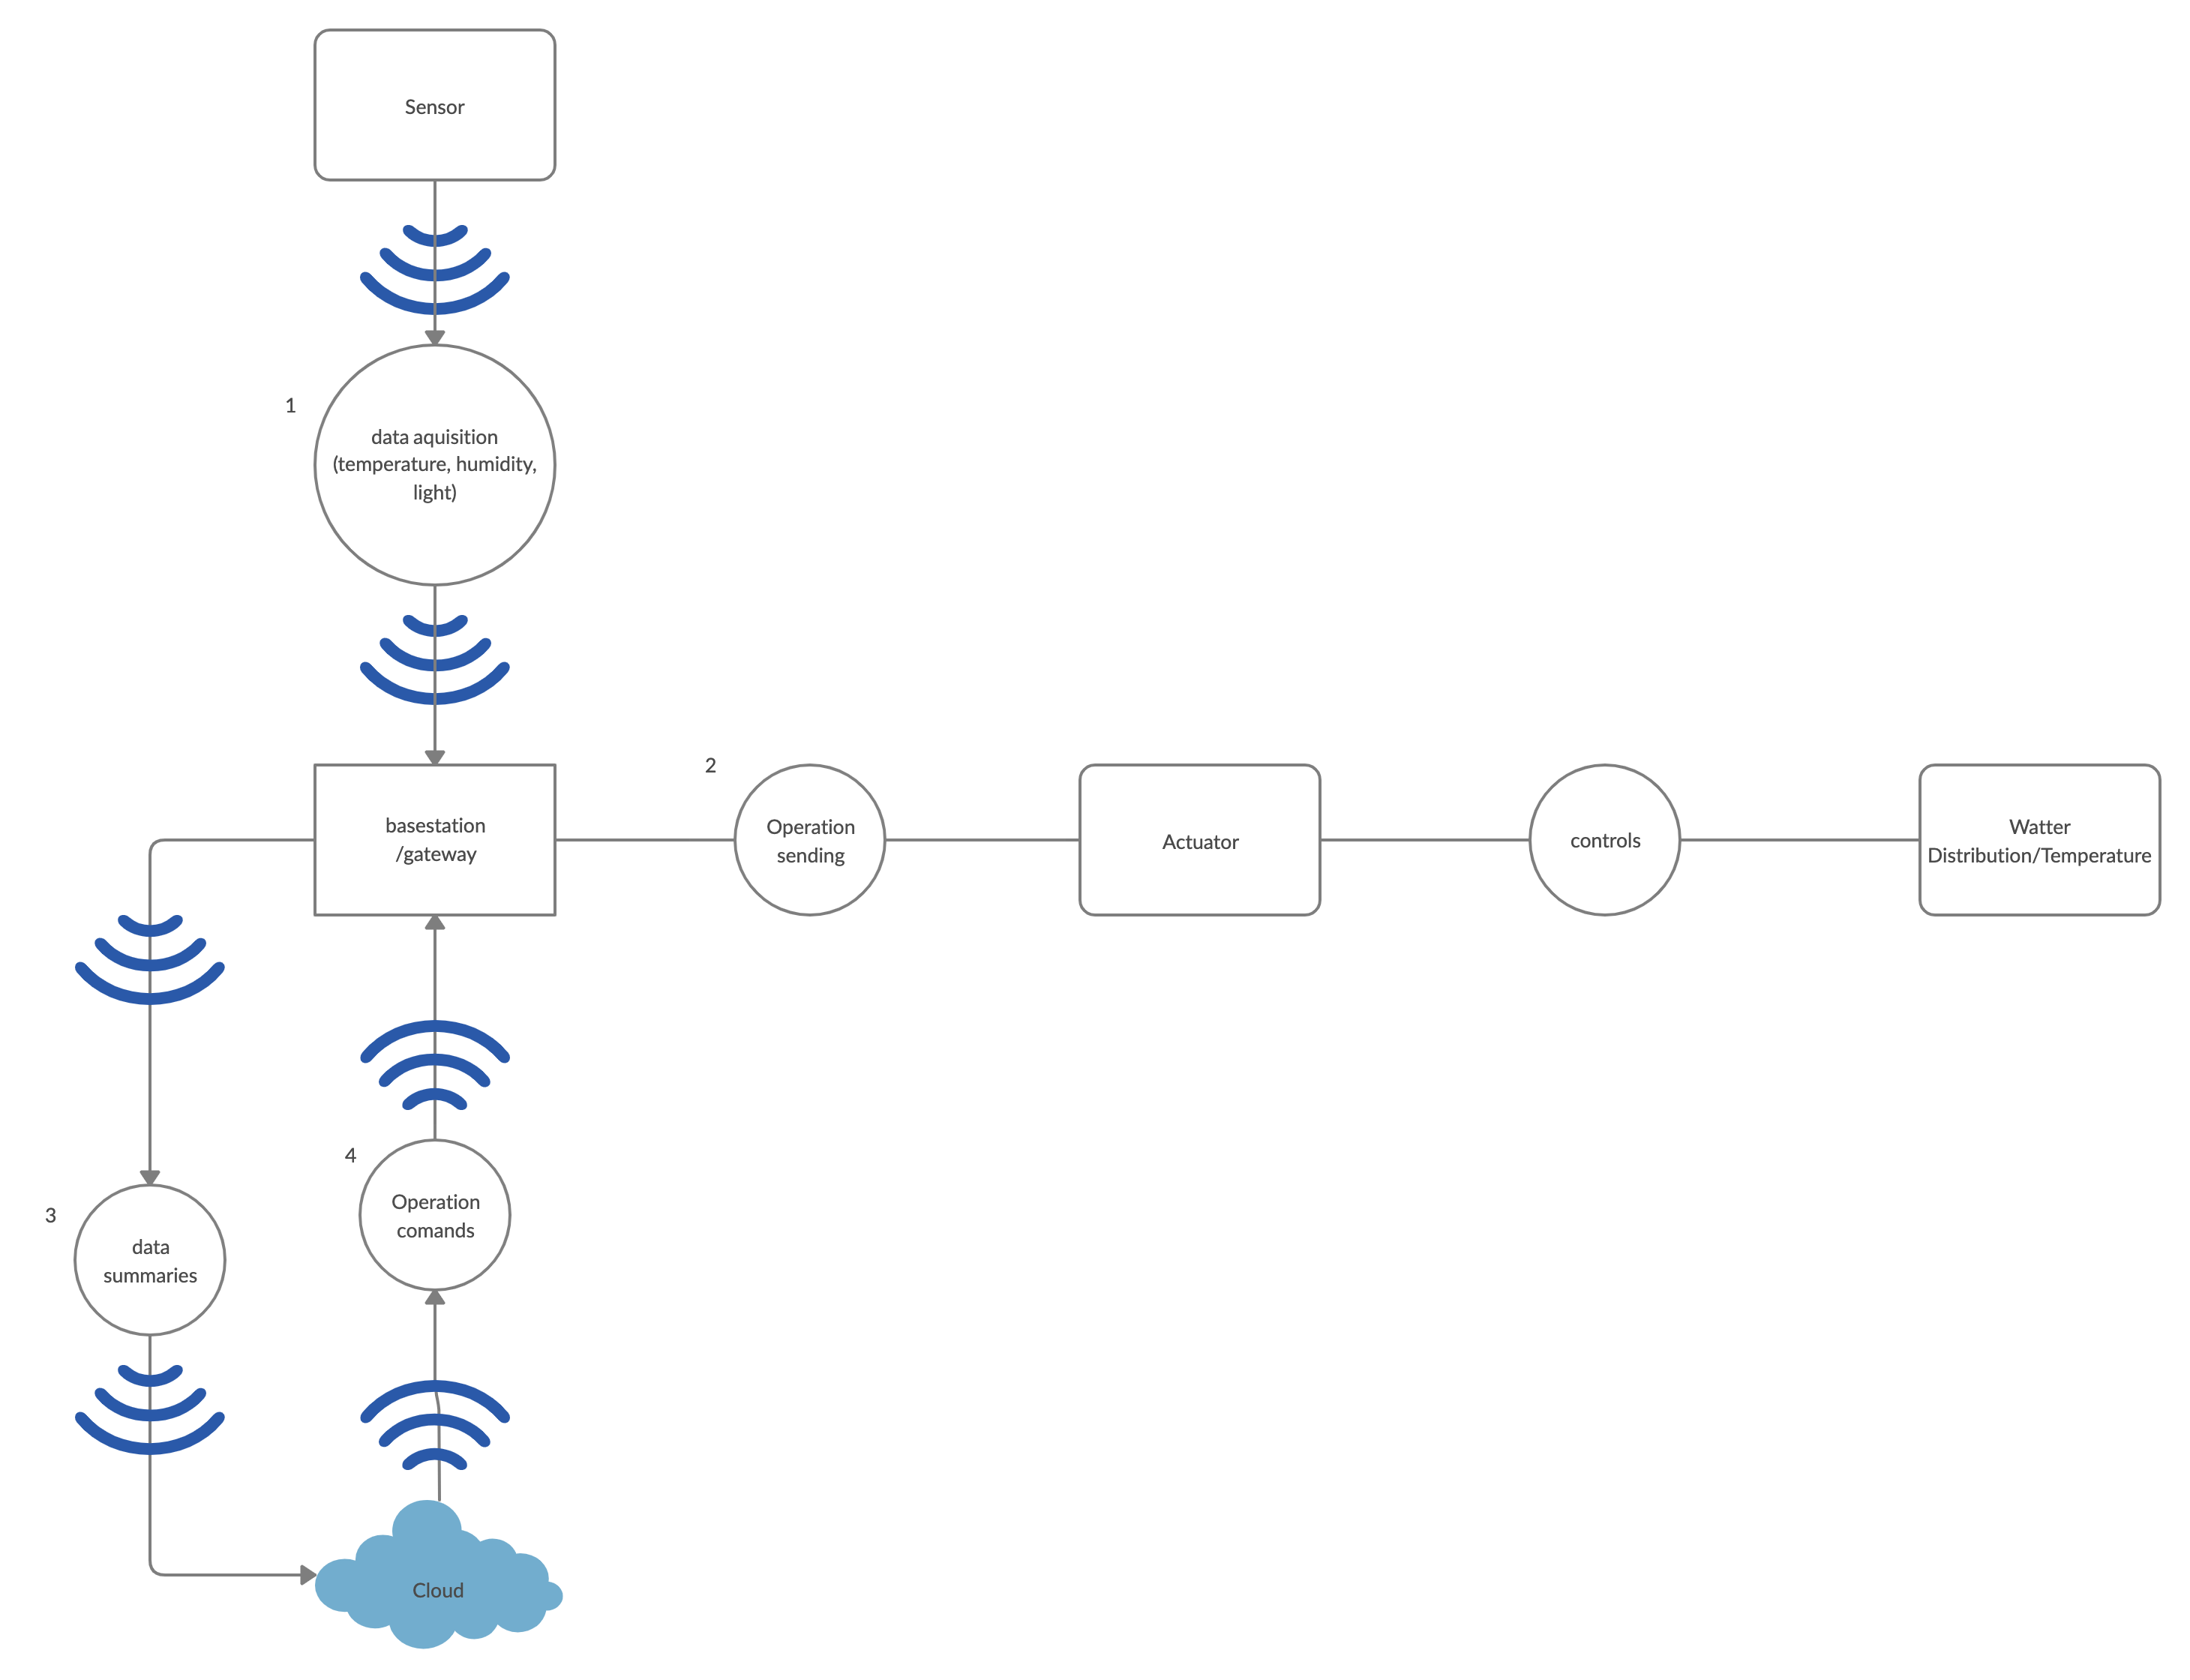 Sensor
1
data aquisition
(temperature, humidity,
light)
basestation
/gateway
2
Operation
sending
Actuator
controls
Watter
Distribution/Temperature
4
Operation
comands
3
data
summaries
Cloud